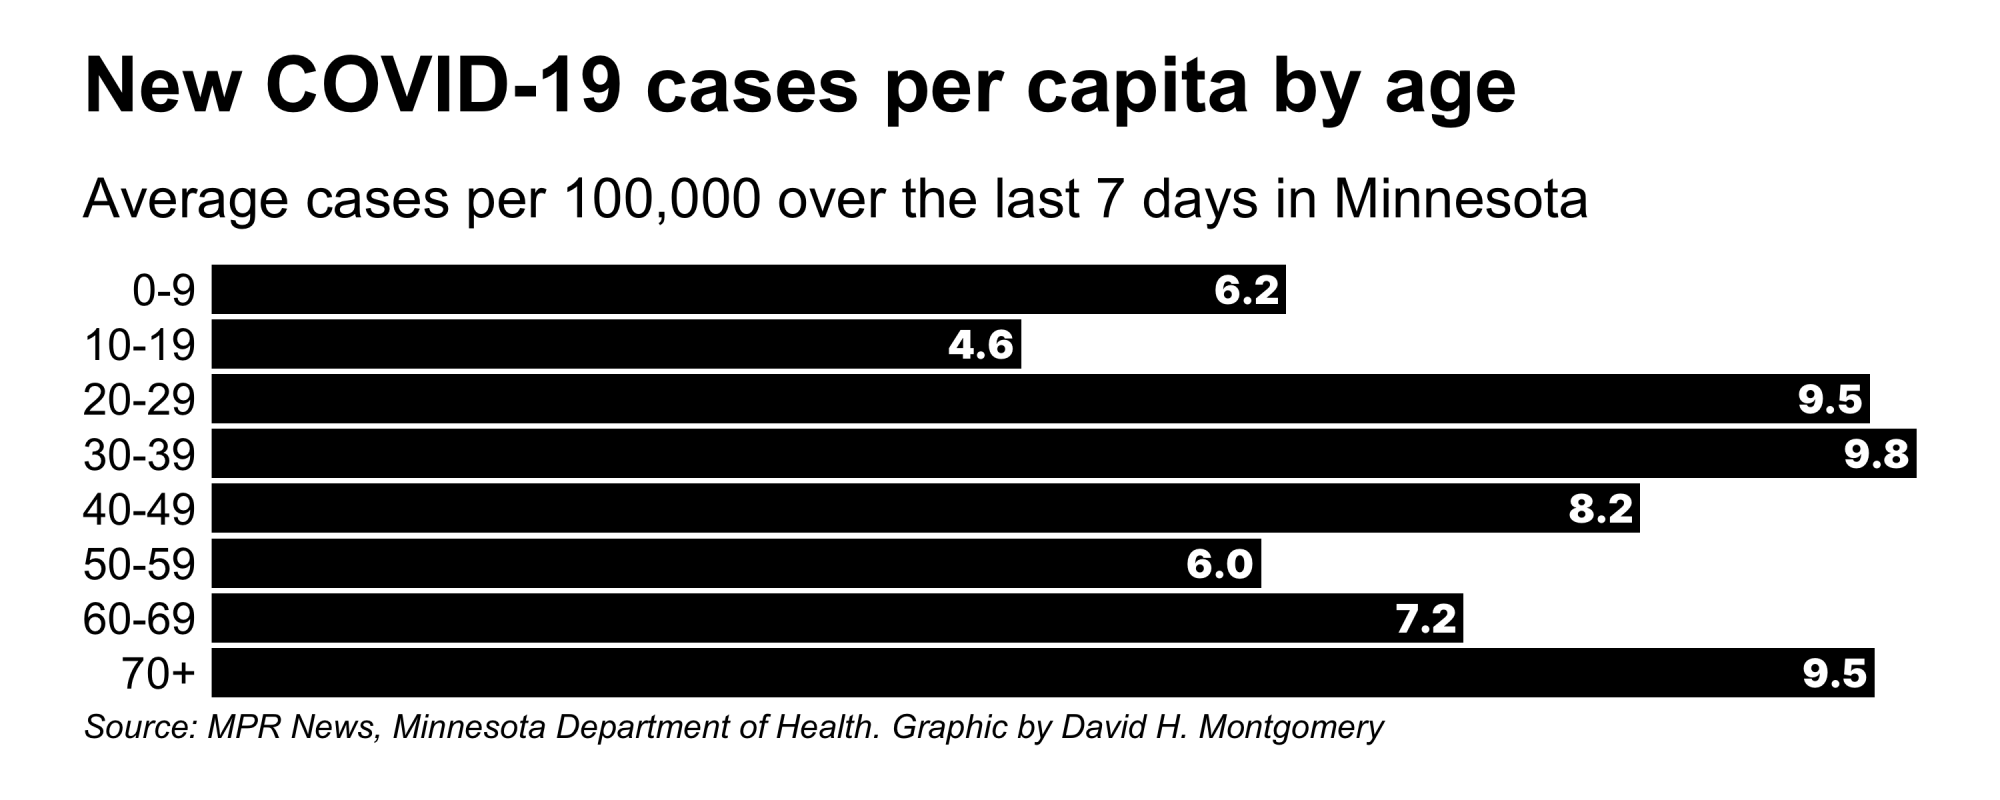 New COVID-19 cases per capita by age
Average cases per 100,000 over the last 7 days in Minnesota
0-9 6.2
10-19 4.6
20-29 9.5
30-39 9.8
40-49 8.2
50-59 6.0
60-69 7.2
70+ 9.5
Source: MPR News, Minnesota Department of Health. Graphic by David H. Montgomery